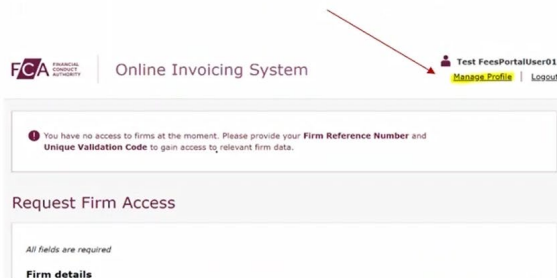 FCA FINANCIAL CONDUCT AUTHORITY
Online Invoicing System
Test FeesPortalUser01
Manage Profile | Logout
You have no access to firms at the moment. Please provide your Firm Reference Number and
Unique Validation Code to gain access to relevant firm data.
Request Firm Access
All fields are required
Firm details